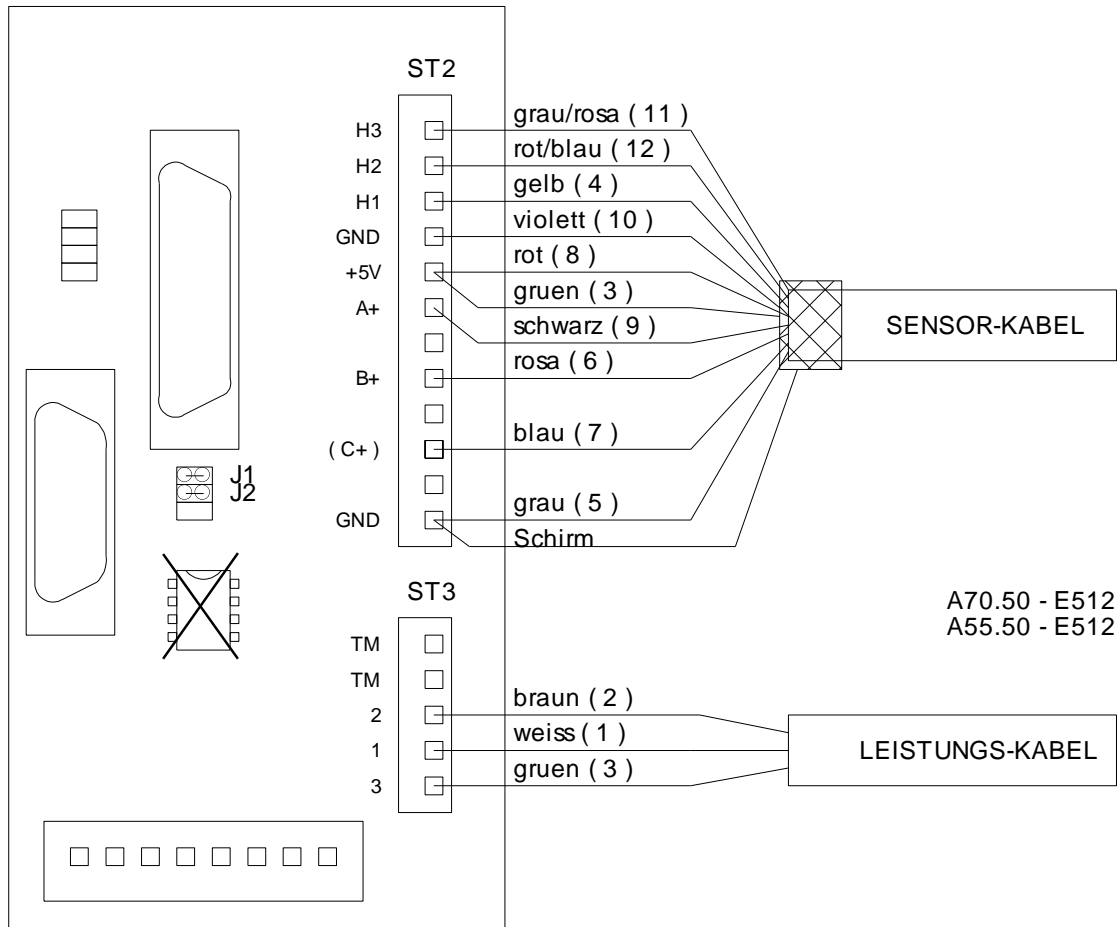 ST2
H3 grau/rosa ( 11 )
H2 rot/blau ( 12 )
H1 gelb ( 4 )
GND violett ( 10 )
+5V rot ( 8 )
gruen ( 3 )
A+ schwarz ( 9 )
SENSOR-KABEL
B+ rosa ( 6 )
( C+ ) blau ( 7 )
J1
J2
GND grau ( 5 )
Schirm
ST3
A70.50 - E512
A55.50 - E512
TM
TM
2 braun ( 2 )
1 weiss ( 1 )
LEISTUNGS-KABEL
3 gruen ( 3 )